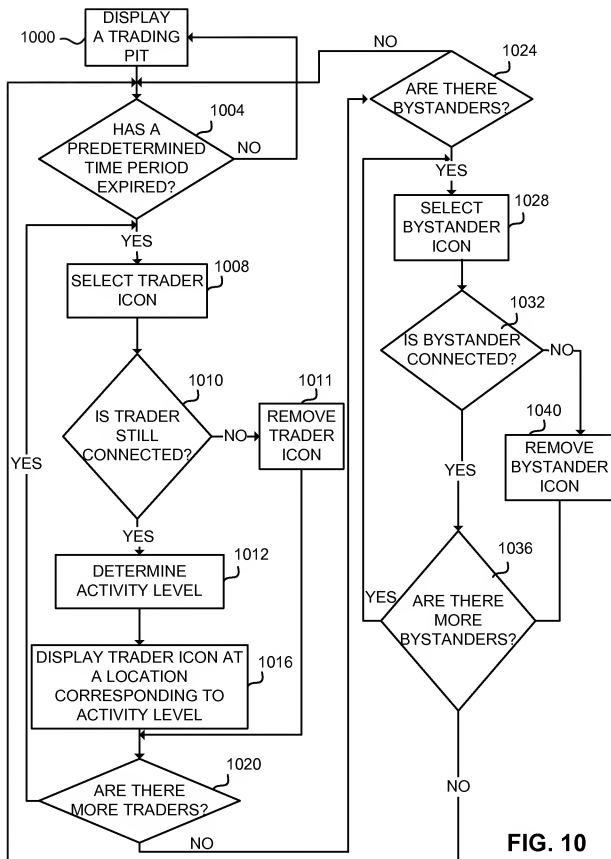 1000
DISPLAY
A TRADING
PIT
1004
HAS A
PREDETERMINED
TIME PERIOD
EXPIRED?
NO
YES
1008
SELECT TRADER
ICON
1010
IS TRADER
STILL
CONNECTED?
NO
1011
REMOVE
TRADER
ICON
YES
YES
1012
DETERMINE
ACTIVITY LEVEL
1016
DISPLAY TRADER ICON AT
A LOCATION
CORRESPONDING TO
ACTIVITY LEVEL
1020
ARE THERE
MORE TRADERS?
NO
NO
1024
ARE THERE
BYSTANDERS?
YES
1028
SELECT
BYSTANDER
ICON
1032
IS BYSTANDER
CONNECTED?
NO
1040
REMOVE
BYSTANDER
ICON
YES
1036
ARE THERE
MORE
BYSTANDERS?
YES
NO
FIG. 10